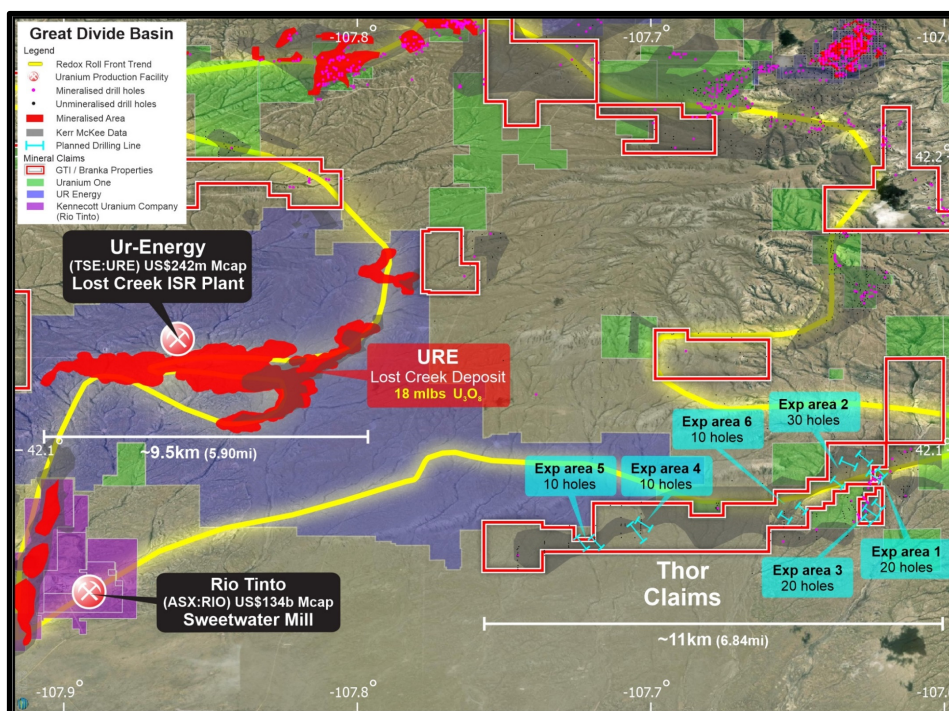 Great Divide Basin
Legend
Redox Roll Front Trend
Uranium Production Facility
Mineralised drill holes
Unmineralised drill holes
Mineralised Area
Kerr McKee Data
Planned Drilling Line
Mineral Claims
GTI / Branka Properties
Uranium One
UR Energy
Kennecott Uranium Company
(Rio Tinto)
-107.8°
-107.7°
42.2°
Ur-Energy
(TSE:URE) US$242m Mcap
Lost Creek ISR Plant
URE
Lost Creek Deposit
18 mlbs U₃O₈
~9.5km (5.90mi)
42.1°
42.1°
Exp area 2
30 holes
Exp area 6
10 holes
Exp area 5
10 holes
Exp area 4
10 holes
Exp area 1
20 holes
Exp area 3
20 holes
Thor
Claims
~11km (6.84mi)
Rio Tinto
(ASX:RIO) US$134b Mcap
Sweetwater Mill
-107.9°
-107.8°
-107.7°